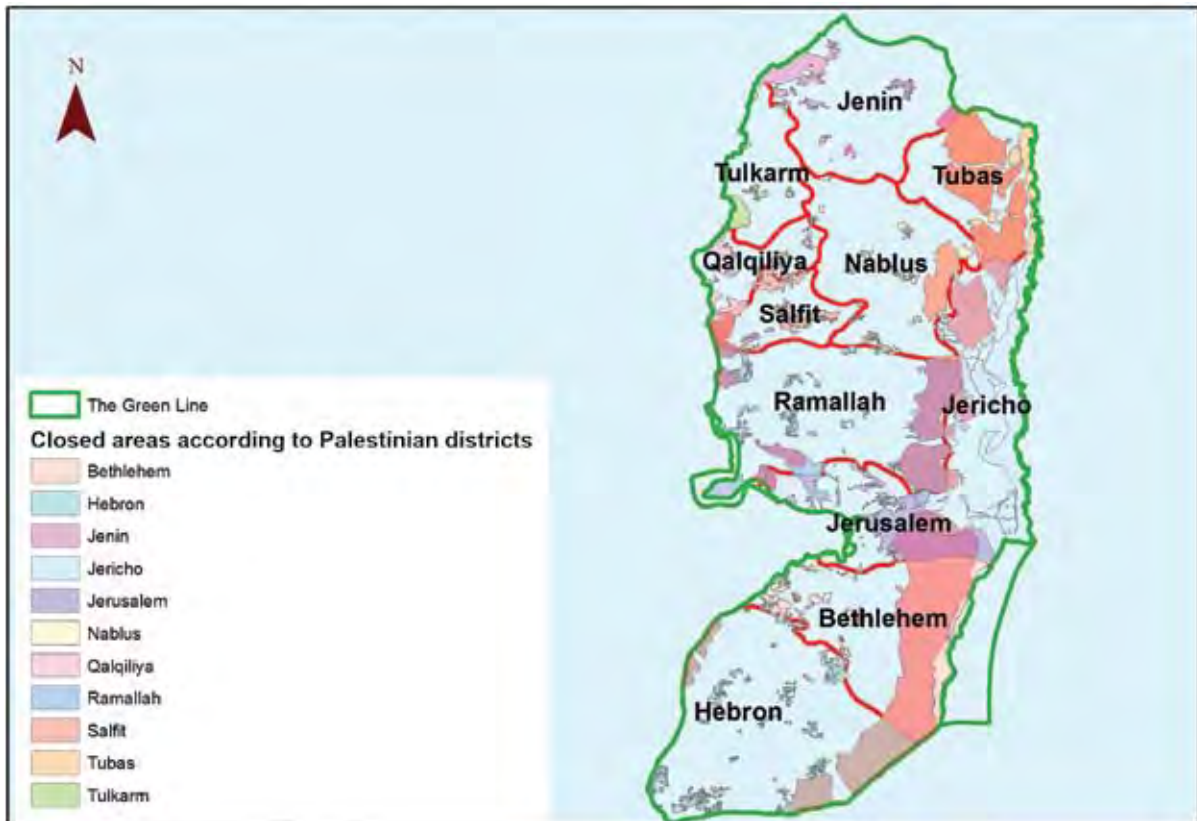 N
Jenin
Tulkarm
Tubas
Qalqiliya
Nablus
Salfit
Ramallah
Jericho
Jerusalem
Bethlehem
Hebron
The Green Line
Closed areas according to Palestinian districts
Bethlehem
Hebron
Jenin
Jericho
Jerusalem
Nablus
Qalqiliya
Ramallah
Salfit
Tubas
Tulkarm